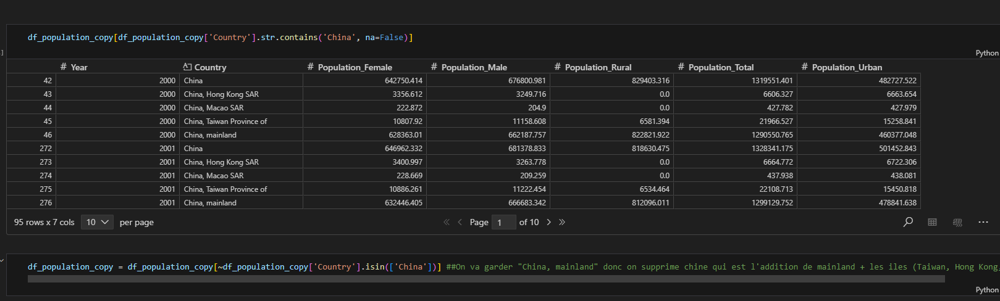 df_population_copy[df_population_copy['Country'].str.contains('China', na=False)]
Python
# Year Country # Population_Female # Population_Male # Population_Rural # Population_Total # Population_Urban
42 2000 China 642750.414 676800.981 829403.316 1319551.401 482727.522
43 2000 China, Hong Kong SAR 3356.612 3249.716 0.0 6606.327 6663.654
44 2000 China, Macao SAR 222.872 204.9 0.0 427.782 427.979
45 2000 China, Taiwan Province of 10807.92 11158.608 6581.394 21966.527 15258.841
46 2000 China, mainland 628363.01 662187.757 822821.922 1290550.765 460377.048
272 2001 China 646962.332 681378.833 818630.475 1328341.175 501452.843
273 2001 China, Hong Kong SAR 3400.997 3263.778 0.0 6664.772 6722.306
274 2001 China, Macao SAR 228.669 209.259 0.0 437.938 438.081
275 2001 China, Taiwan Province of 10886.261 11222.454 6534.464 22108.713 15450.818
276 2001 China, mainland 632446.405 666683.342 812096.011 1299129.752 478841.638
95 rows x 7 cols 10 per page Page 1 of 10
df_population_copy = df_population_copy[~df_population_copy['Country'].isin(['China'])] ##On va garder "China, mainland" donc on supprime chine qui est l'addition de mainland + les iles (Taiwan, Hong Kong,
Python